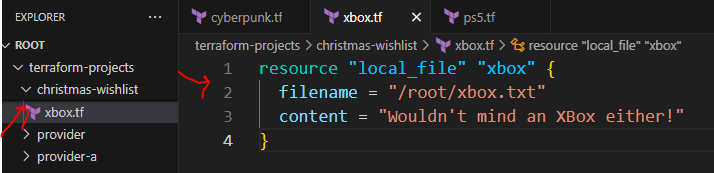 EXPLORER
ROOT
terraform-projects
christmas-wishlist
xbox.tf
provider
provider-a
cyberpunk.tf xbox.tf ps5.tf
terraform-projects > christmas-wishlist > xbox.tf > resource "local_file" "xbox"
1 resource "local_file" "xbox" {
2 filename = "/root/xbox.txt"
3 content = "Wouldn't mind an XBox either!"
4 }